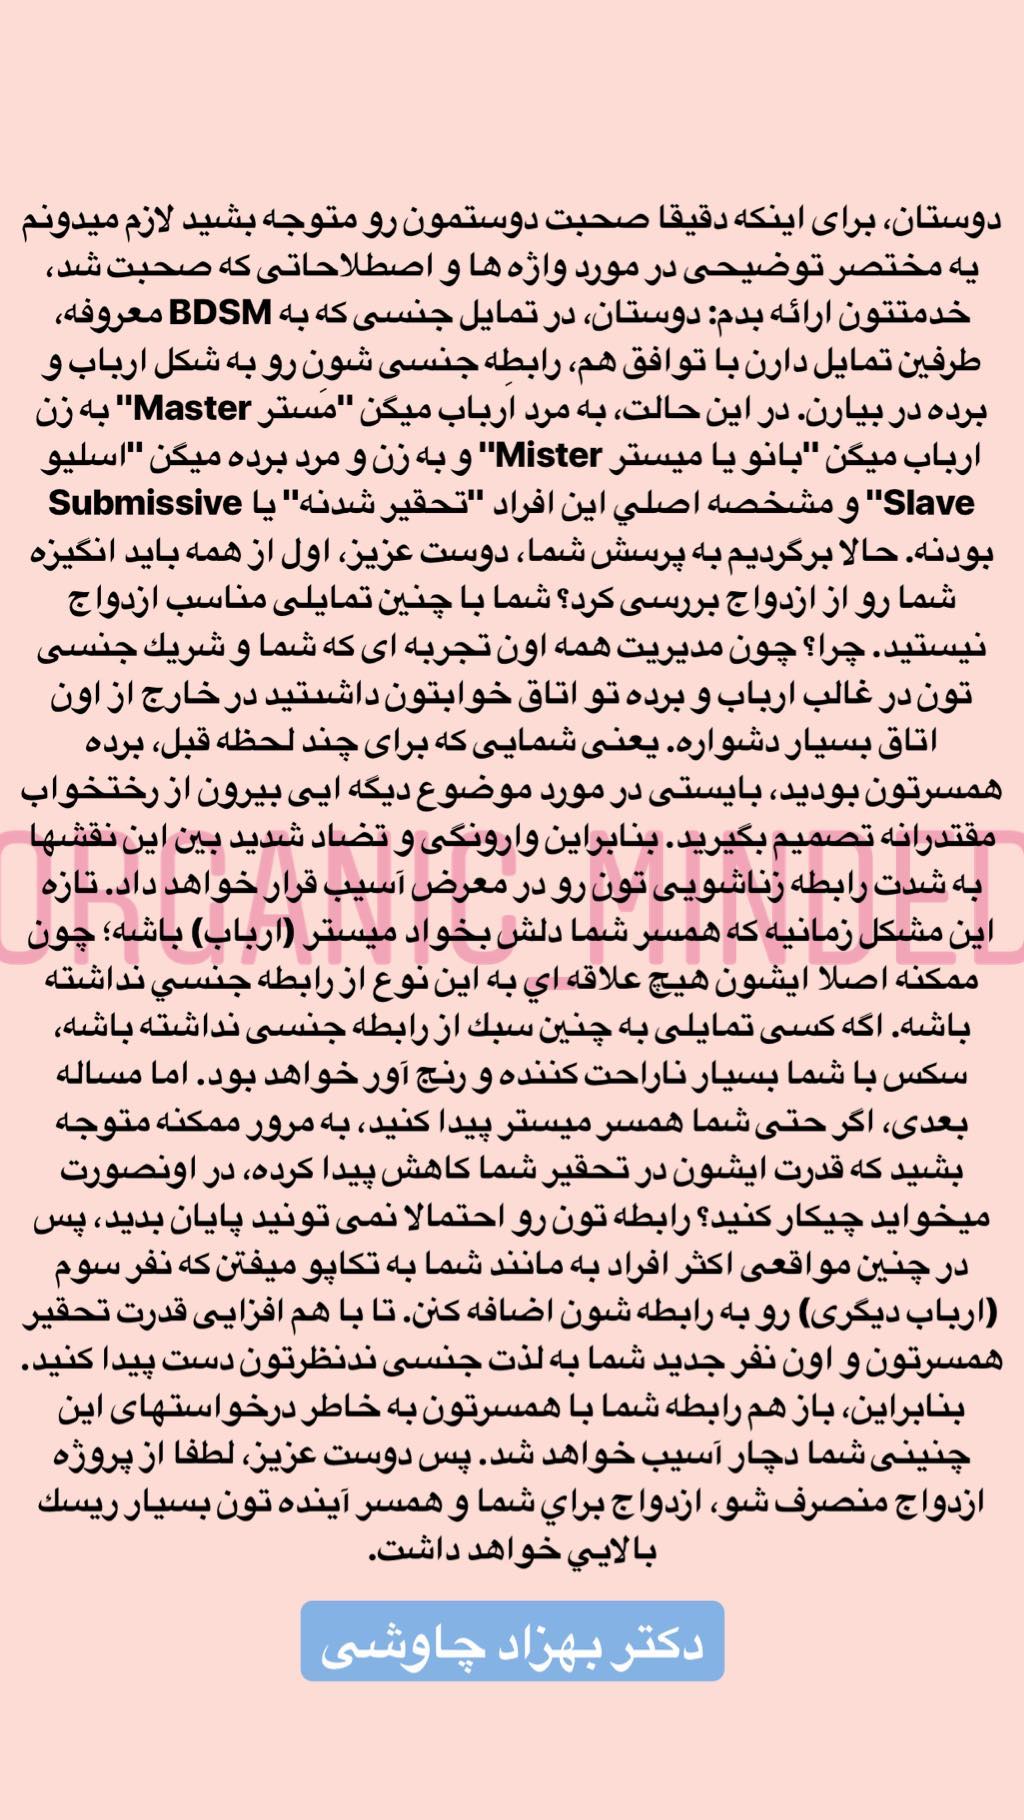 دوستان، برای اینکه دقیقا صحبت دوستمون رو متوجه بشید لازم میدونم
یه مختصر توضیحی در مورد واژه ها و اصطلاحاتی که صحبت شد،
خدمتتون ارائه بدم: دوستان، در تمایل جنسی که به BDSM معروفه،
طرفین تمایل دارن با توافق هم، رابطِه جنسی شون رو به شکل ارباب و
برده در بیارن. در این حالت، به مرد ارباب میگن "مَستر Master" به زن
ارباب میگن "بانو یا میستر Mister" و به زن و مرد برده میگن "اسلیو
Slave" و مشخصه اصلي این افراد "تحقیر شدنه" یا Submissive
بودنه. حالا برگردیم به پرسش شما، دوست عزیز، اول از همه باید انگیزه
شما رو از ازدواج بررسی کرد؟ شما با چنین تمایلی مناسب ازدواج
نیستید. چرا؟ چون مدیریت همه اون تجربه ای که شما و شریك جنسی
تون در غالب ارباب و برده تو اتاق خوابتون داشتید در خارج از اون
اتاق بسیار دشواره. یعنی شمایی که برای چند لحظه قبل، برده
همسرتون بودید، بایستی در مورد موضوع دیگه ایی بیرون از رختخواب
مقتدرانه تصمیم بگیرید. بنابراین وارونگی و تضاد شدید بین این نقشها
به شدت رابطه زناشویی تون رو در معرض آسیب قرار خواهد داد. تازه
این مشکل زمانیه که همسر شما دلش بخواد میستر (ارباب) باشه؛ چون
ممکنه اصلا ایشون هیچ علاقه اي به این نوع از رابطه جنسي نداشته
باشه. اگه کسی تمایلی به چنین سبك از رابطه جنسی نداشته باشه،
سکس با شما بسیار ناراحت کننده و رنج آور خواهد بود. اما مساله
بعدی، اگر حتی شما همسر میستر پیدا کنید، به مرور ممکنه متوجه
بشید که قدرت ایشون در تحقیر شما کاهش پیدا کرده، در اونصورت
میخواید چیکار کنید؟ رابطه تون رو احتمالا نمی تونید پایان بدید، پس
در چنین مواقعی اکثر افراد به مانند شما به تکاپو میفتن که نفر سوم
(ارباب دیگری) رو به رابطه شون اضافه کنن. تا با هم افزایی قدرت تحقیر
همسرتون و اون نفر جدید شما به لذت جنسی ندنظرتون دست پیدا کنید.
بنابراین، باز هم رابطه شما با همسرتون به خاطر درخواستهای این
چنینی شما دچار آسیب خواهد شد. پس دوست عزیز، لطفا از پروژه
ازدواج منصرف شو، ازدواج براي شما و همسر آینده تون بسیار ریسك
بالایي خواهد داشت.
ORGANIC_MINDED
دکتر بهزاد چاوشی